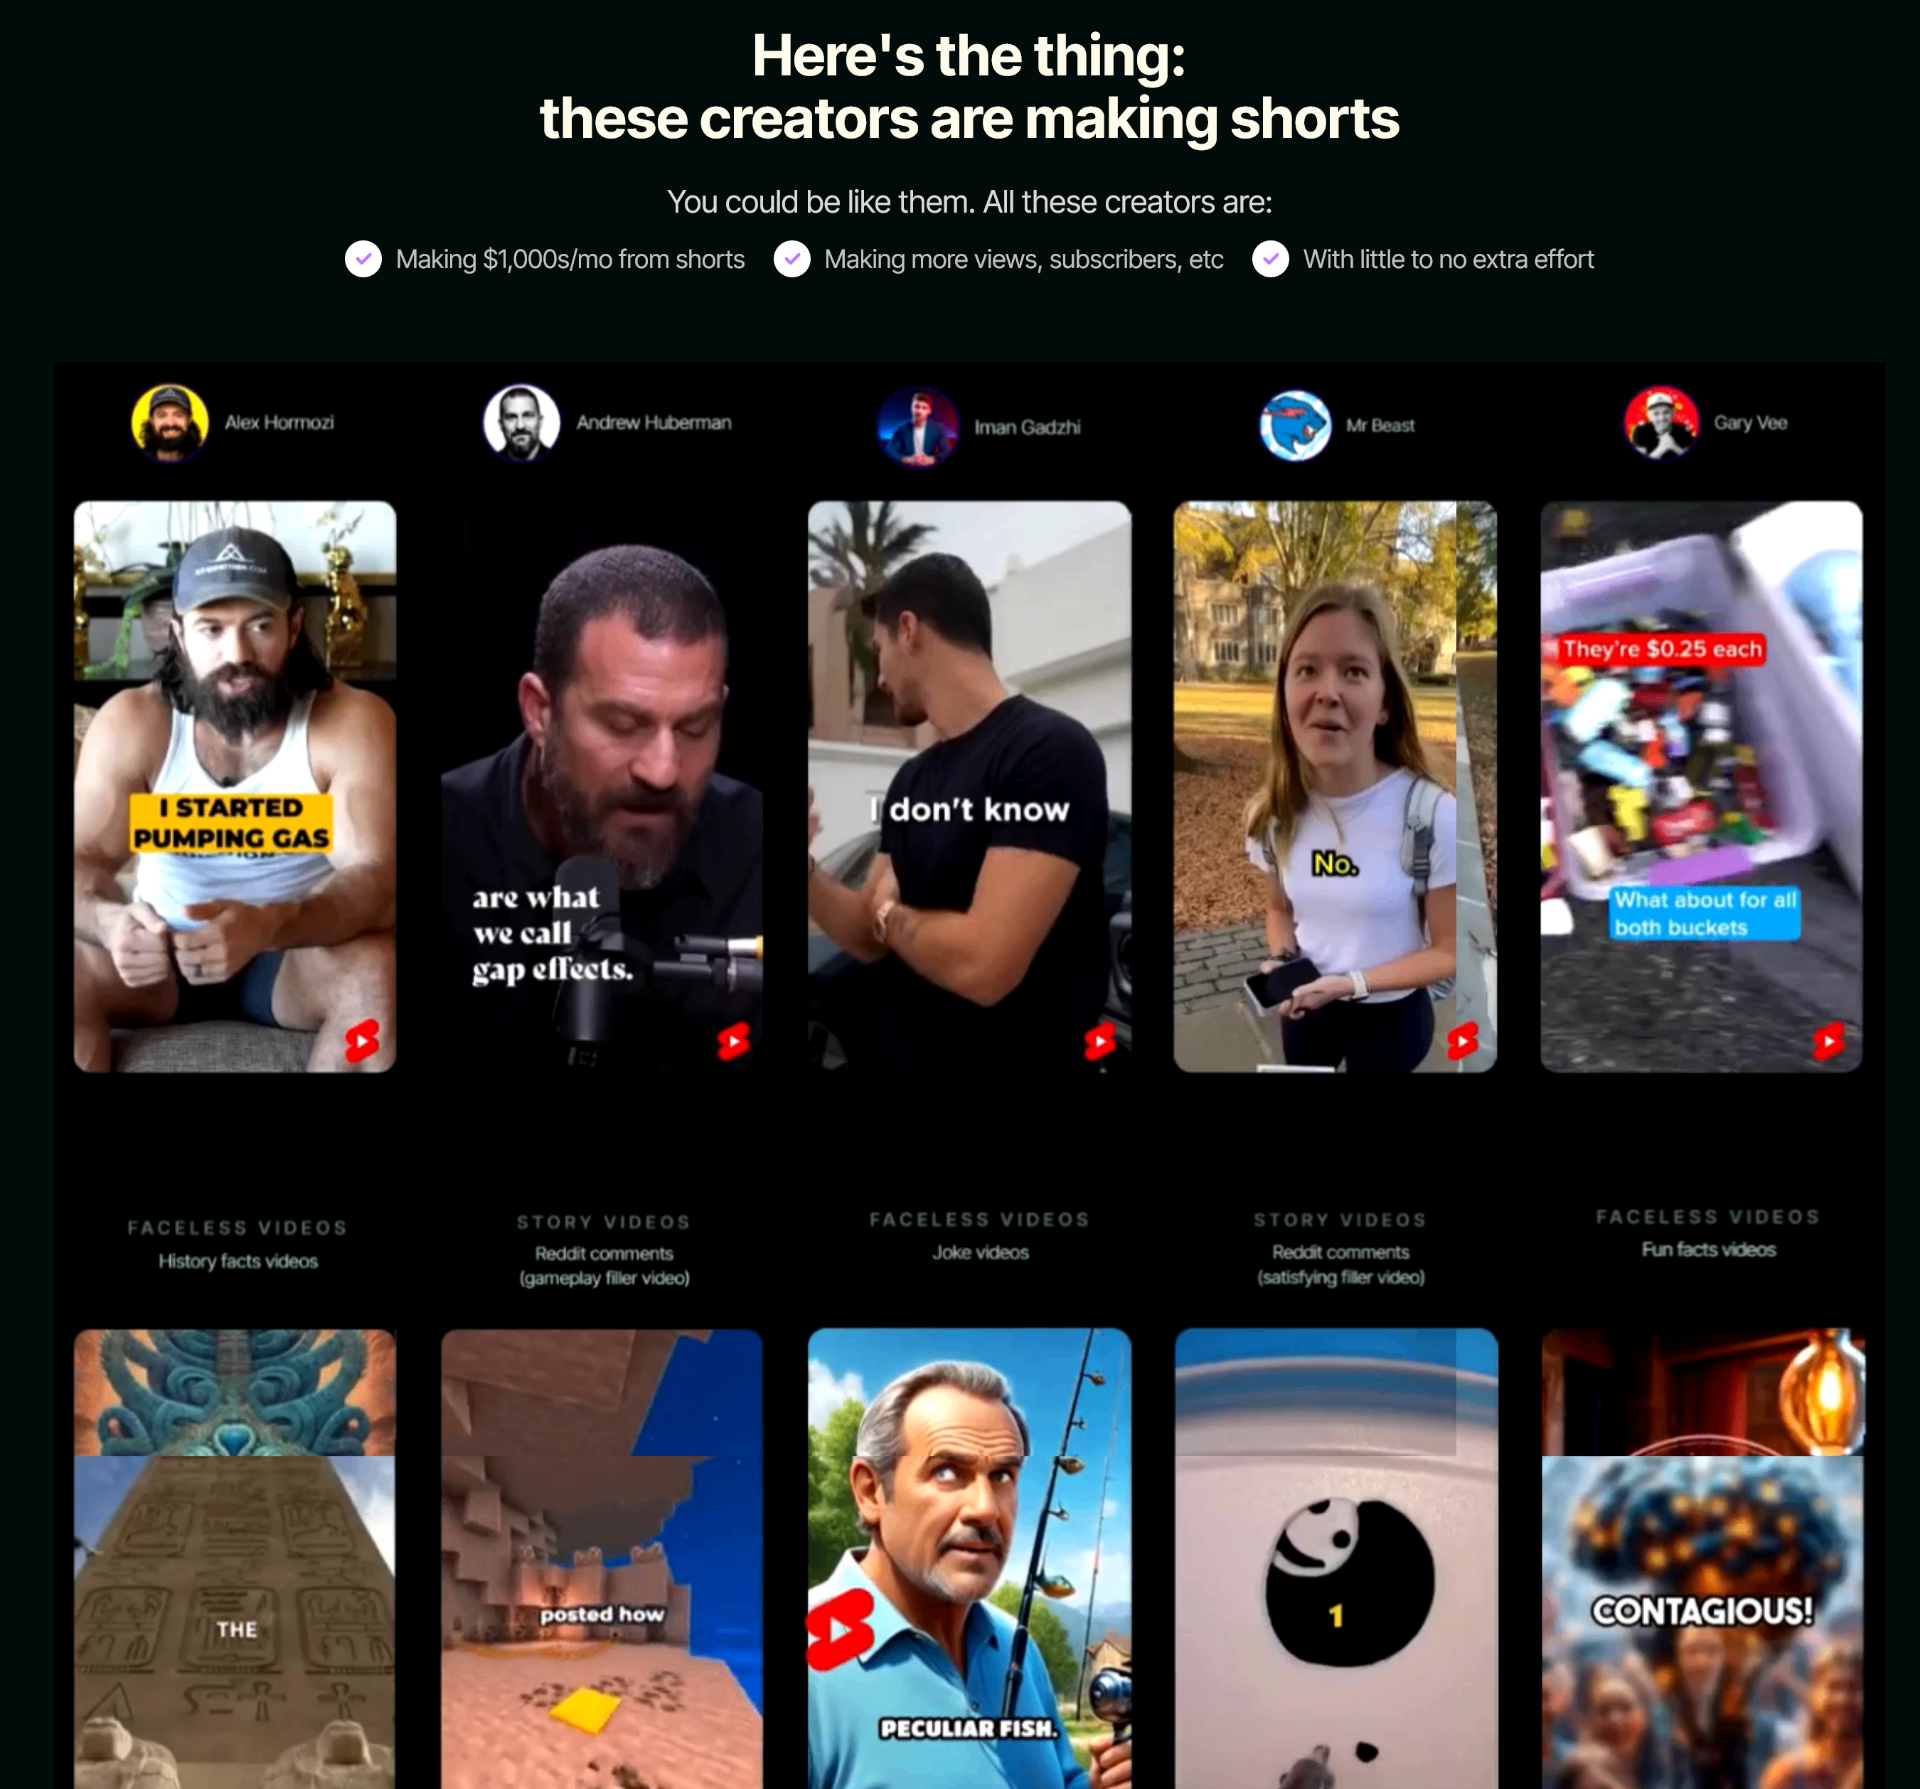 Here's the thing:
these creators are making shorts
You could be like them. All these creators are:
Making $1,000s/mo from shorts
Making more views, subscribers, etc
With little to no extra effort
Alex Hormozi
Andrew Huberman
Iman Gadzhi
Mr Beast
Gary Vee
I STARTED
PUMPING GAS
are what
we call
gap effects.
I don't know
No.
They're $0.25 each
What about for all
both buckets
FACELESS VIDEOS
History facts videos
STORY VIDEOS
Reddit comments
(gameplay filler video)
FACELESS VIDEOS
Joke videos
STORY VIDEOS
Reddit comments
(satisfying filler video)
FACELESS VIDEOS
Fun facts videos
THE
posted how
PECULIAR FISH.
1
CONTAGIOUS!